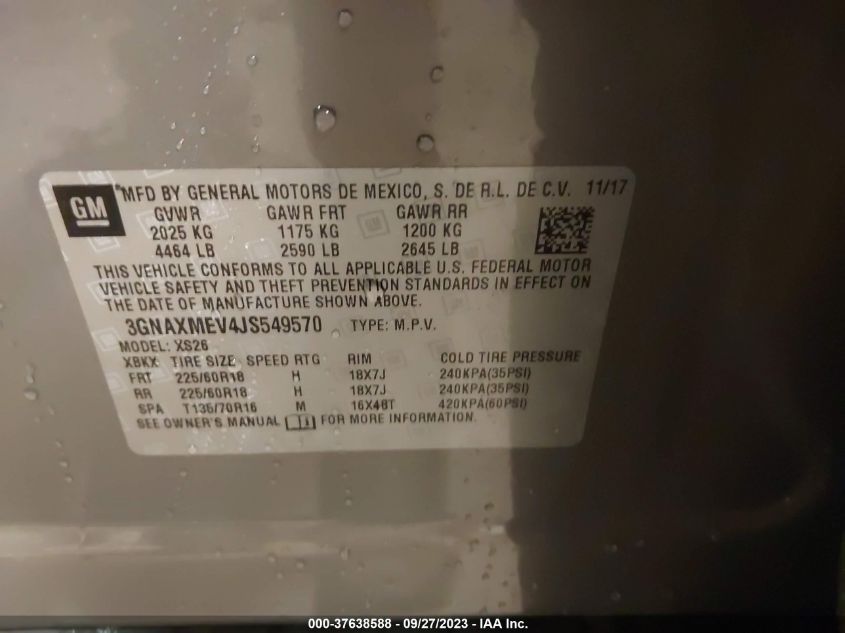 GM
*MFD BY GENERAL MOTORS DE MEXICO, S. DE R.L. DE C.V. 11/17
GVWR GAWR FRT GAWR RR
2025 KG 1175 KG 1200 KG
4464 LB 2590 LB 2645 LB
THIS VEHICLE CONFORMS TO ALL APPLICABLE U.S. FEDERAL MOTOR
VEHICLE SAFETY AND THEFT PREVENTION STANDARDS IN EFFECT ON
THE DATE OF MANUFACTURE SHOWN ABOVE.
3GNAXMEV4JS549570 TYPE: M.P.V.
MODEL: XS26
XBKX TIRE SIZE SPEED RTG RIM COLD TIRE PRESSURE
FRT 225/60R18 H 18X7J 240KPA(35PSI)
RR 225/60R18 H 18X7J 240KPA(35PSI)
SPA T135/70R16 M 16X4BT 420KPA(60PSI)
SEE OWNER'S MANUAL FOR MORE INFORMATION.
000-37638588 - 09/27/2023 - IAA Inc.